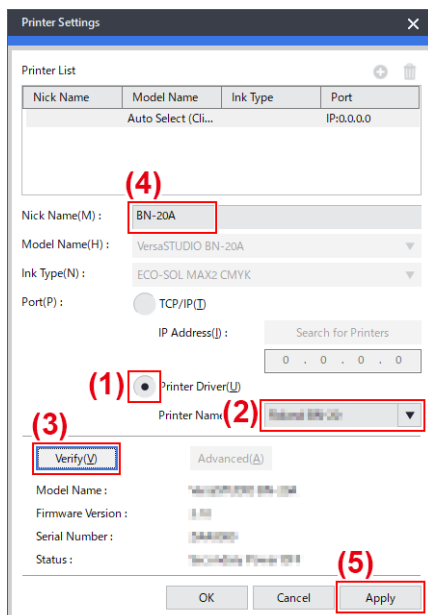 Printer Settings
Printer List
Nick Name Model Name Ink Type Port
Auto Select (Cli... IP:0.0.0.0
(4)
Nick Name(M) : BN-20A
Model Name(H) : VersaSTUDIO BN-20A
Ink Type(N) : ECO-SOL MAX2 CMYK
Port(P) : TCP/IP(T)
IP Address(I) : Search for Printers
0 . 0 . 0 . 0
(1) Printer Driver(U)
Printer Name (2)
(3)
Verify(V) Advanced(A)
Model Name :
Firmware Version :
Serial Number :
Status :
(5)
OK Cancel Apply